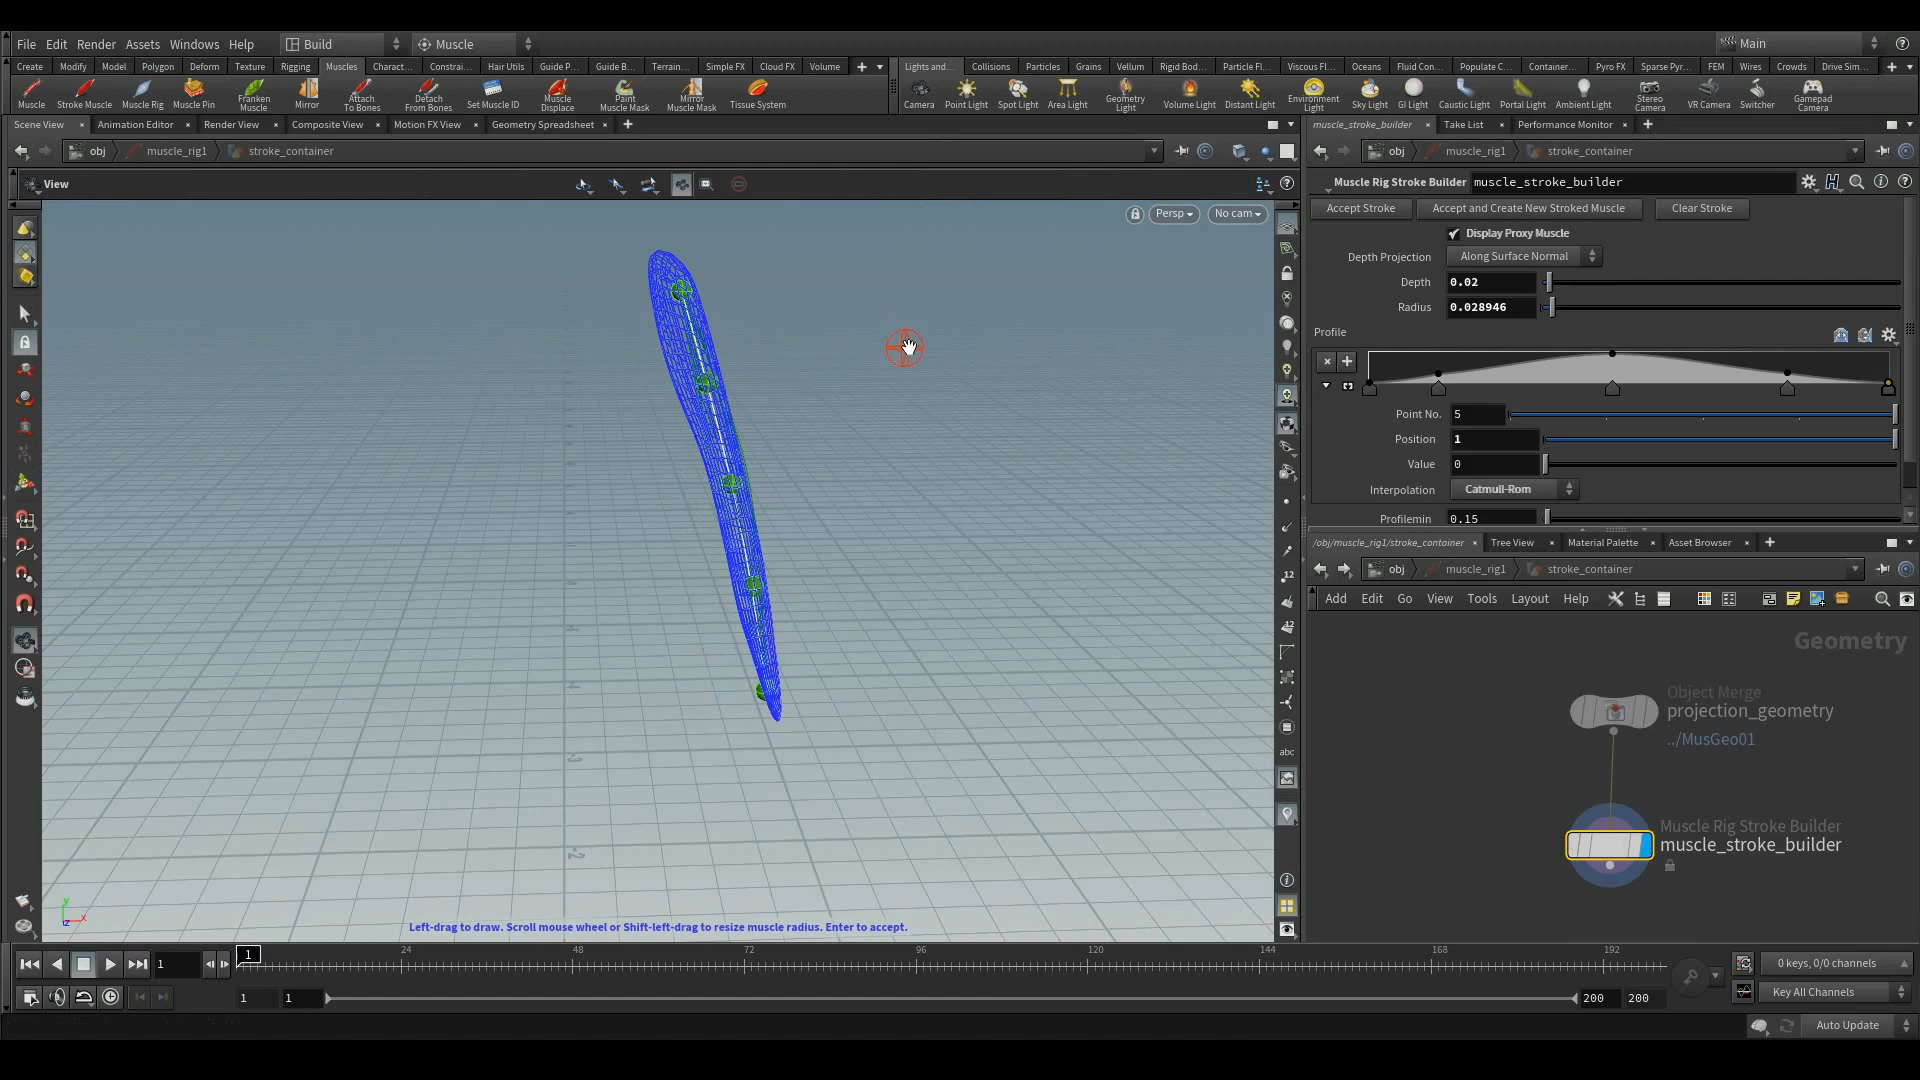 File Edit Render Assets Windows Help Build Muscle Main
Create Modify Model Polygon Deform Texture Rigging Muscles Charact... Constrai... Hair Utils Guide P... Guide B... Terrain... Simple FX Cloud FX Volume
Lights and... Collisions Particles Grains Vellum Rigid Bod... Particle Fl... Viscous Fl... Oceans Fluid Con... Populate C... Container... Pyro FX Sparse Pyr... FEM Wires Crowds Drive Sim...
Muscle Stroke Muscle Muscle Rig Muscle Pin Franken Muscle Mirror Attach To Bones Detach From Bones Set Muscle ID Muscle Displace Paint Muscle Mask Mirror Muscle Mask Tissue System
Camera Point Light Spot Light Area Light Geometry Light Volume Light Distant Light Environment Light Sky Light GI Light Caustic Light Portal Light Ambient Light Stereo Camera VR Camera Switcher Gamepad Camera
Scene View Animation Editor Render View Composite View Motion FX View Geometry Spreadsheet
muscle_stroke_builder Take List Performance Monitor
obj muscle_rig1 stroke_container
obj muscle_rig1 stroke_container
View
Muscle Rig Stroke Builder muscle_stroke_builder
Persp No cam
Accept Stroke Accept and Create New Stroked Muscle Clear Stroke
Display Proxy Muscle
Depth Projection Along Surface Normal
Depth 0.02
Radius 0.028946
Profile
Point No. 5
Position 1
Value 0
Interpolation Catmull-Rom
Profilemin 0.15
/obj/muscle_rig1/stroke_container Tree View Material Palette Asset Browser
obj muscle_rig1 stroke_container
Add Edit Go View Tools Layout Help
Geometry
Object Merge
projection_geometry
../MusGeo01
Muscle Rig Stroke Builder
muscle_stroke_builder
12
12
abc
y
x
z
Left-drag to draw. Scroll mouse wheel or Shift-left-drag to resize muscle radius. Enter to accept.
1 1 24 48 72 96 120 144 168 192
0 keys, 0/0 channels
1 1 200 200
Key All Channels
Auto Update